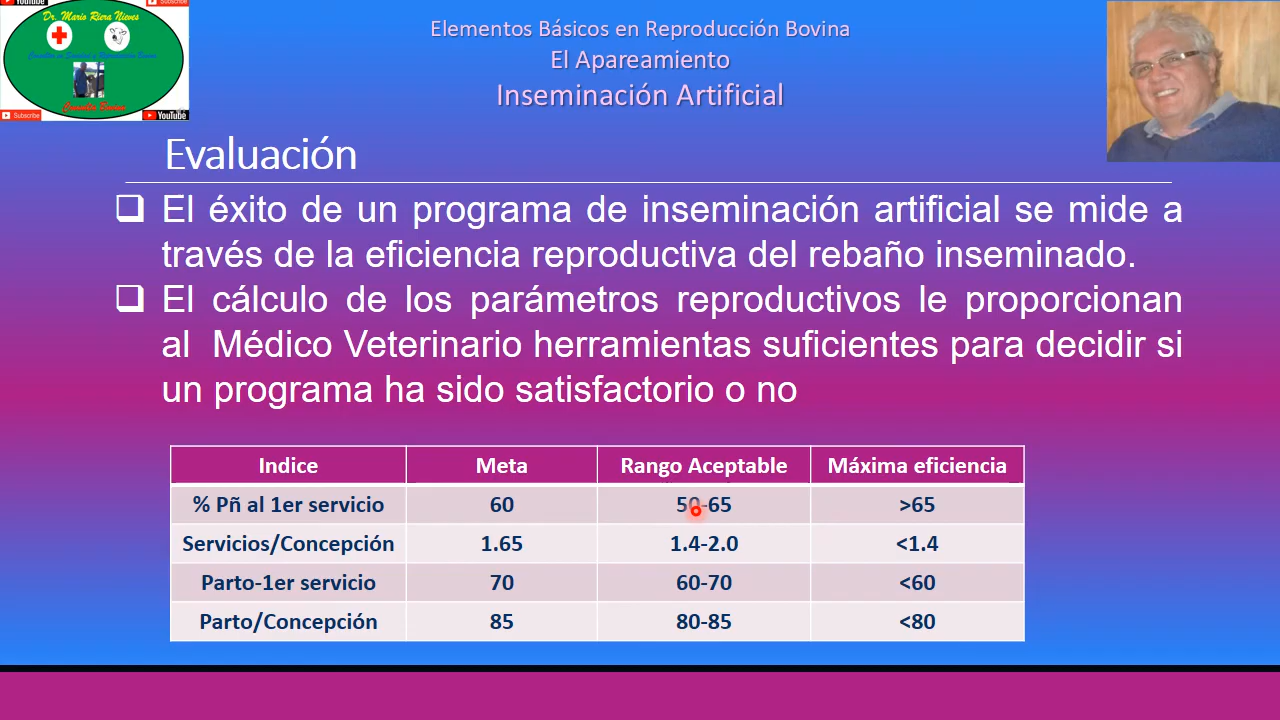 YouTube
Subscribe
Dr. Mario Riera Nieves
Consulta Bovina
Subscribe
YouTube
Elementos Básicos en Reproducción Bovina
El Apareamiento
Inseminación Artificial
Evaluación
❑ El éxito de un programa de inseminación artificial se mide a
través de la eficiencia reproductiva del rebaño inseminado.
❑ El cálculo de los parámetros reproductivos le proporcionan
al Médico Veterinario herramientas suficientes para decidir si
un programa ha sido satisfactorio o no
Indice Meta Rango Aceptable Máxima eficiencia
% Pñ al 1er servicio 60 50-65 >65
Servicios/Concepción 1.65 1.4-2.0 <1.4
Parto-1er servicio 70 60-70 <60
Parto/Concepción 85 80-85 <80